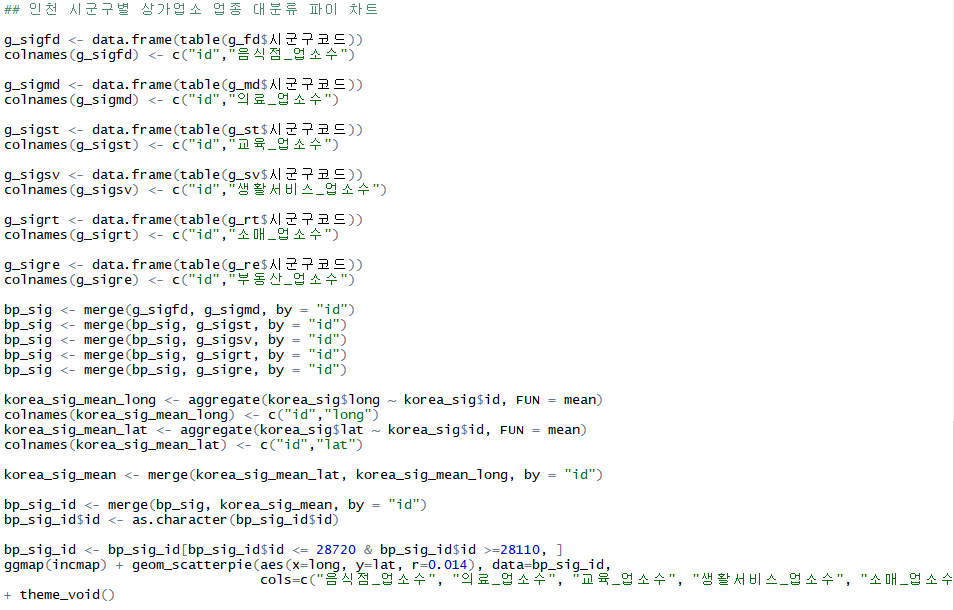 ## 인천 시군구별 상가업소 업종 대분류 파이 차트
g_sigfd <- data.frame(table(g_fd$시군구코드))
colnames(g_sigfd) <- c("id","음식점_업소수")
g_sigmd <- data.frame(table(g_md$시군구코드))
colnames(g_sigmd) <- c("id","의료_업소수")
g_sigst <- data.frame(table(g_st$시군구코드))
colnames(g_sigst) <- c("id","교육_업소수")
g_sigsv <- data.frame(table(g_sv$시군구코드))
colnames(g_sigsv) <- c("id","생활서비스_업소수")
g_sigrt <- data.frame(table(g_rt$시군구코드))
colnames(g_sigrt) <- c("id","소매_업소수")
g_sigre <- data.frame(table(g_re$시군구코드))
colnames(g_sigre) <- c("id","부동산_업소수")
bp_sig <- merge(g_sigfd, g_sigmd, by = "id")
bp_sig <- merge(bp_sig, g_sigst, by = "id")
bp_sig <- merge(bp_sig, g_sigsv, by = "id")
bp_sig <- merge(bp_sig, g_sigrt, by = "id")
bp_sig <- merge(bp_sig, g_sigre, by = "id")
korea_sig_mean_long <- aggregate(korea_sig$long ~ korea_sig$id, FUN = mean)
colnames(korea_sig_mean_long) <- c("id","long")
korea_sig_mean_lat <- aggregate(korea_sig$lat ~ korea_sig$id, FUN = mean)
colnames(korea_sig_mean_lat) <- c("id","lat")
korea_sig_mean <- merge(korea_sig_mean_lat, korea_sig_mean_long, by = "id")
bp_sig_id <- merge(bp_sig, korea_sig_mean, by = "id")
bp_sig_id$id <- as.character(bp_sig_id$id)
bp_sig_id <- bp_sig_id[bp_sig_id$id <= 28720 & bp_sig_id$id >=28110, ]
ggmap(incmap) + geom_scatterpie(aes(x=long, y=lat, r=0.014), data=bp_sig_id,
cols=c("음식점_업소수", "의료_업소수", "교육_업소수", "생활서비스_업소수", "소매_업소수
+ theme_void()